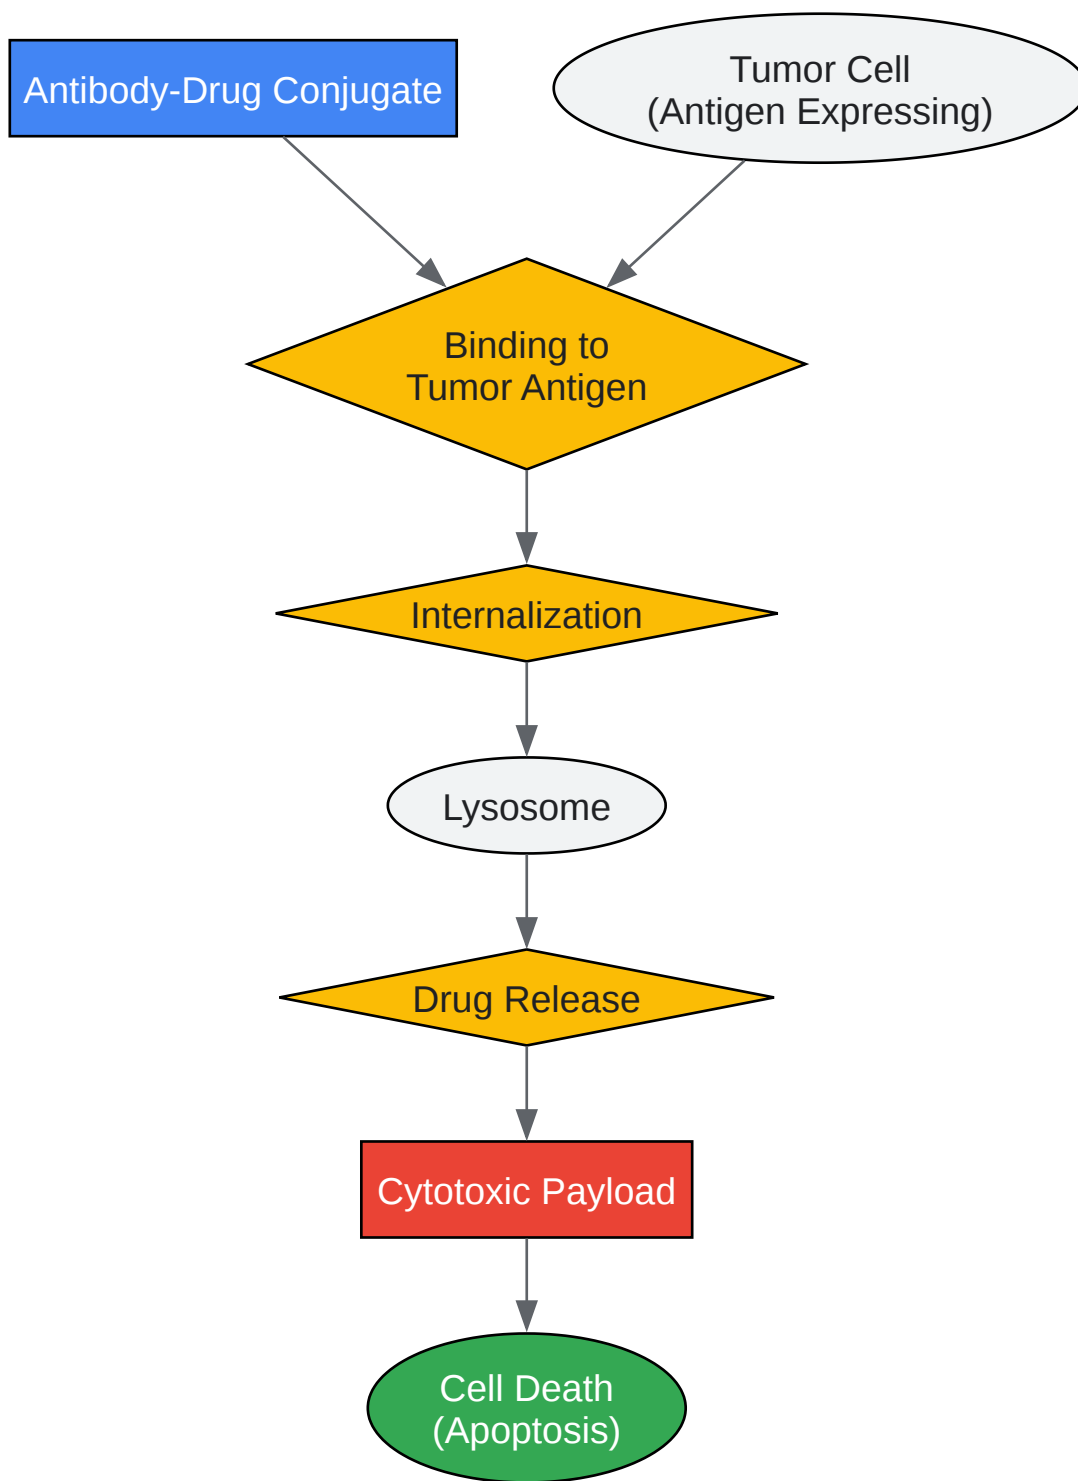 Antibody-Drug Conjugate
Tumor Cell
(Antigen Expressing)
Binding to
Tumor Antigen
Internalization
Lysosome
Drug Release
Cytotoxic Payload
Cell Death
(Apoptosis)